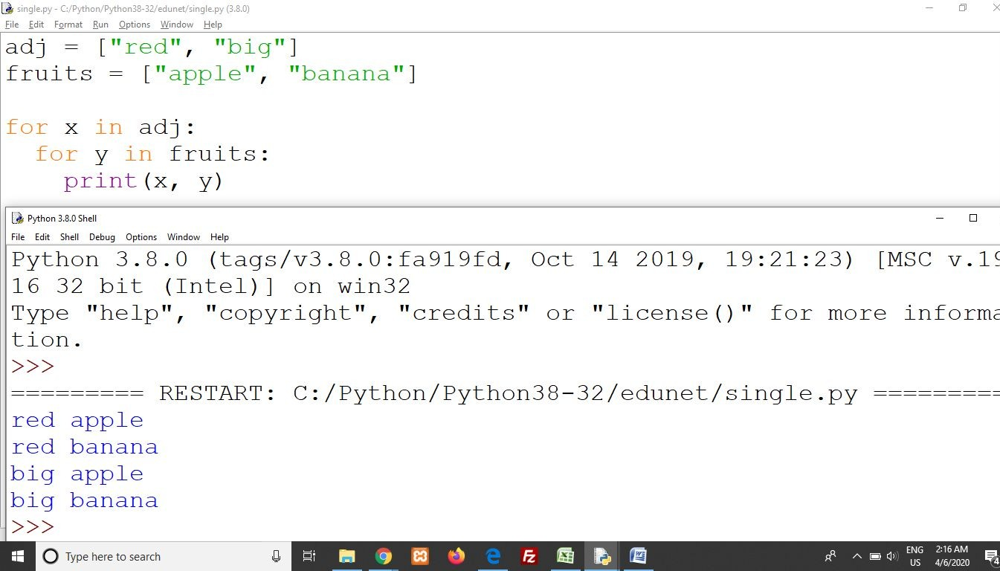 single.py - C:/Python/Python38-32/edunet/single.py (3.8.0)
File Edit Format Run Options Window Help
adj = ["red", "big"]
fruits = ["apple", "banana"]

for x in adj:
  for y in fruits:
    print(x, y)
Python 3.8.0 Shell
File Edit Shell Debug Options Window Help
Python 3.8.0 (tags/v3.8.0:fa919fd, Oct 14 2019, 19:21:23) [MSC v.19
16 32 bit (Intel)] on win32
Type "help", "copyright", "credits" or "license()" for more informa
tion.
>>>
========= RESTART: C:/Python/Python38-32/edunet/single.py =========
red apple
red banana
big apple
big banana
>>>
Type here to search
ENG 2:16 AM
US 4/6/2020
4